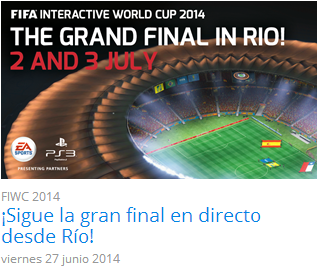 FIFA INTERACTIVE WORLD CUP 2014
THE GRAND FINAL IN RIO!
2 AND 3 JULY
EA
SPORTS
PS3
PRESENTING PARTNERS
FIWC 2014
¡Sigue la gran final en directo
desde Río!
viernes 27 junio 2014